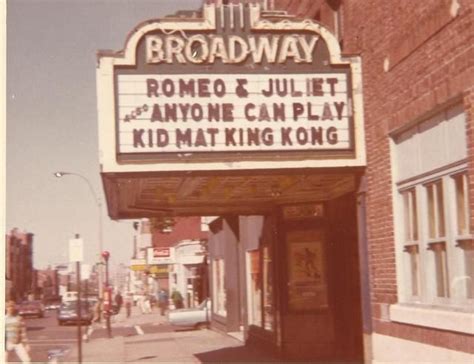 BROADWAY
ROMEO & JULIET
ALSO ANYONE CAN PLAY
KID MAT KING KONG